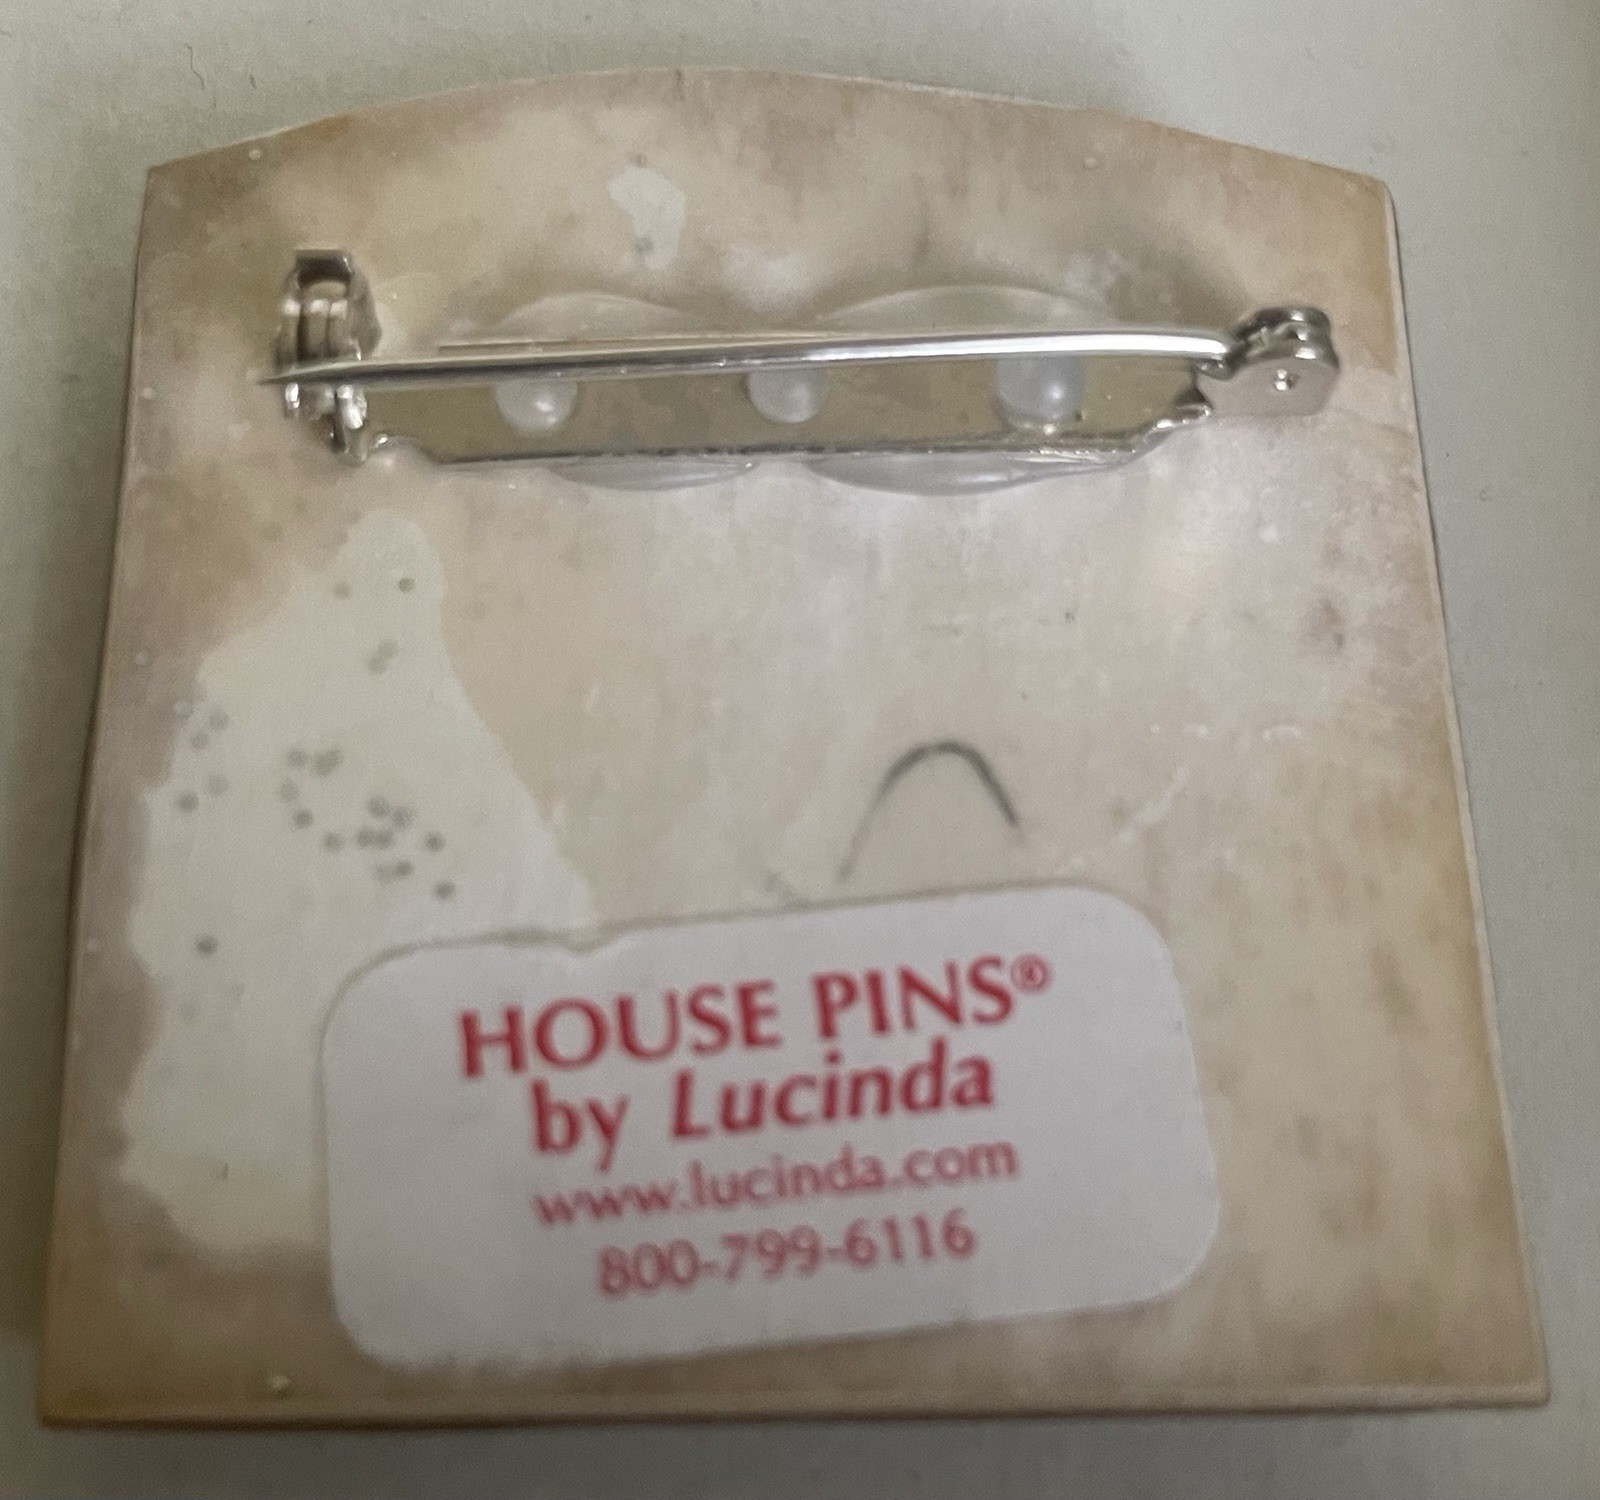 HOUSE PINS®
by Lucinda
www.lucinda.com
800-799-6116